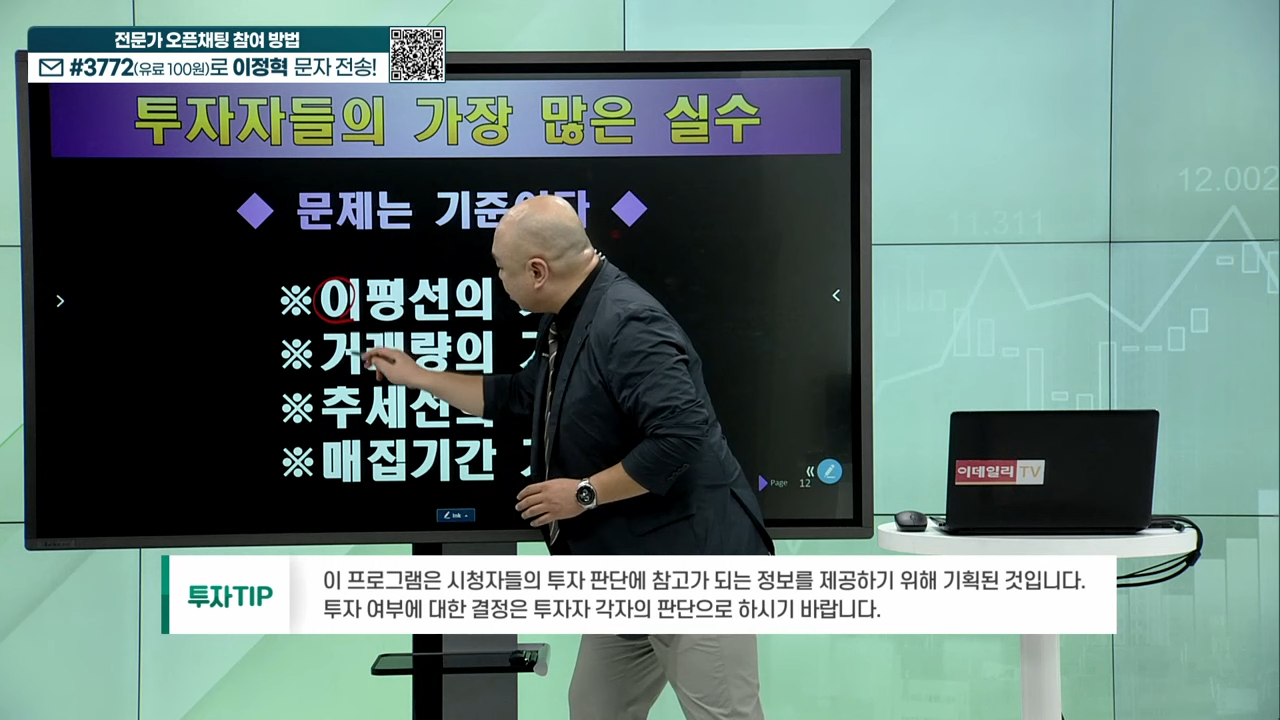 전문가 오픈채팅 참여 방법
#3772(유료 100원)로 이정혁 문자 전송!
투자자들의 가장 많은 실수
◆ 문제는 ◆
※이평선의
※거래량의
※추세선의
※매집기간
Page 12
Ink
11.311
12.002
이데일리TV
투자TIP
이 프로그램은 시청자들의 투자 판단에 참고가 되는 정보를 제공하기 위해 기획된 것입니다.
투자 여부에 대한 결정은 투자자 각자의 판단으로 하시기 바랍니다.